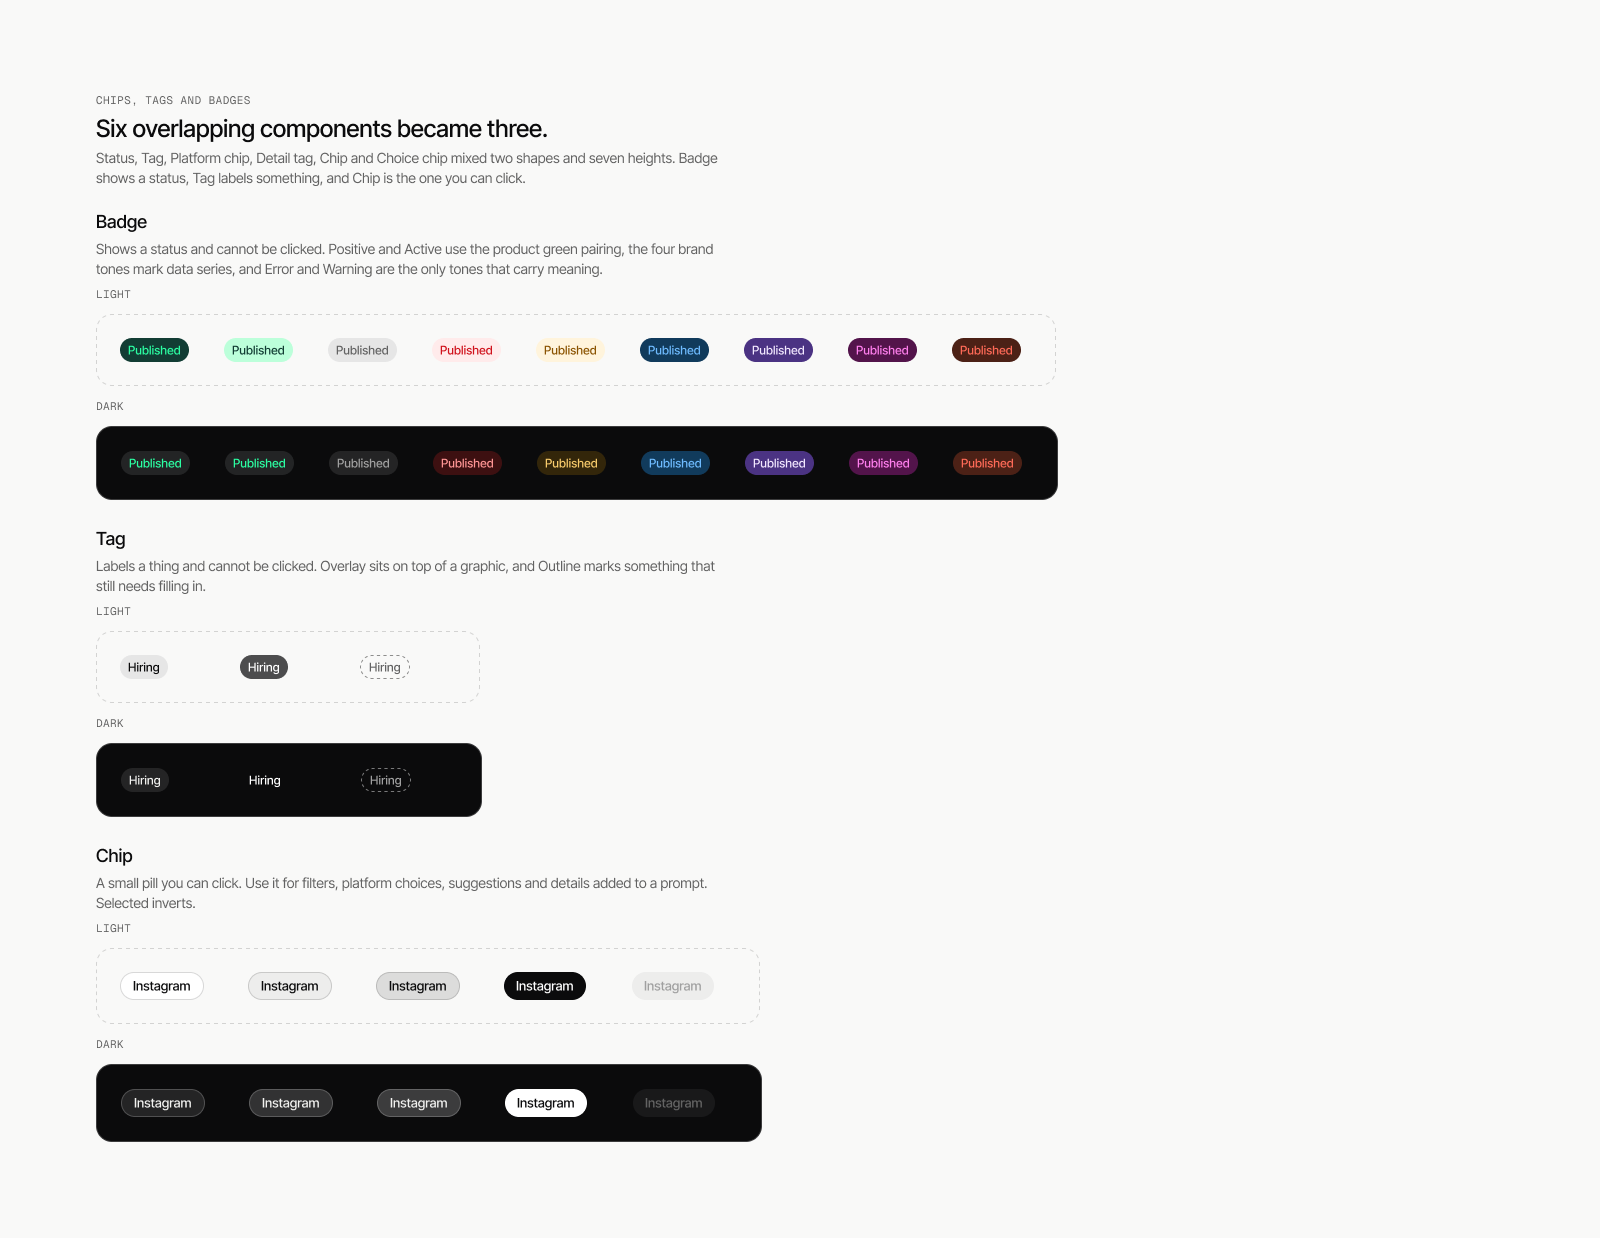 CHIPS, TAGS AND BADGES
Six overlapping components became three.
Status, Tag, Platform chip, Detail tag, Chip and Choice chip mixed two shapes and seven heights. Badge
shows a status, Tag labels something, and Chip is the one you can click.
Badge
Shows a status and cannot be clicked. Positive and Active use the product green pairing, the four brand
tones mark data series, and Error and Warning are the only tones that carry meaning.
LIGHT
Published Published Published Published Published Published Published Published Published
DARK
Published Published Published Published Published Published Published Published Published
Tag
Labels a thing and cannot be clicked. Overlay sits on top of a graphic, and Outline marks something that
still needs filling in.
LIGHT
Hiring Hiring Hiring
DARK
Hiring Hiring Hiring
Chip
A small pill you can click. Use it for filters, platform choices, suggestions and details added to a prompt.
Selected inverts.
LIGHT
Instagram Instagram Instagram Instagram Instagram
DARK
Instagram Instagram Instagram Instagram Instagram